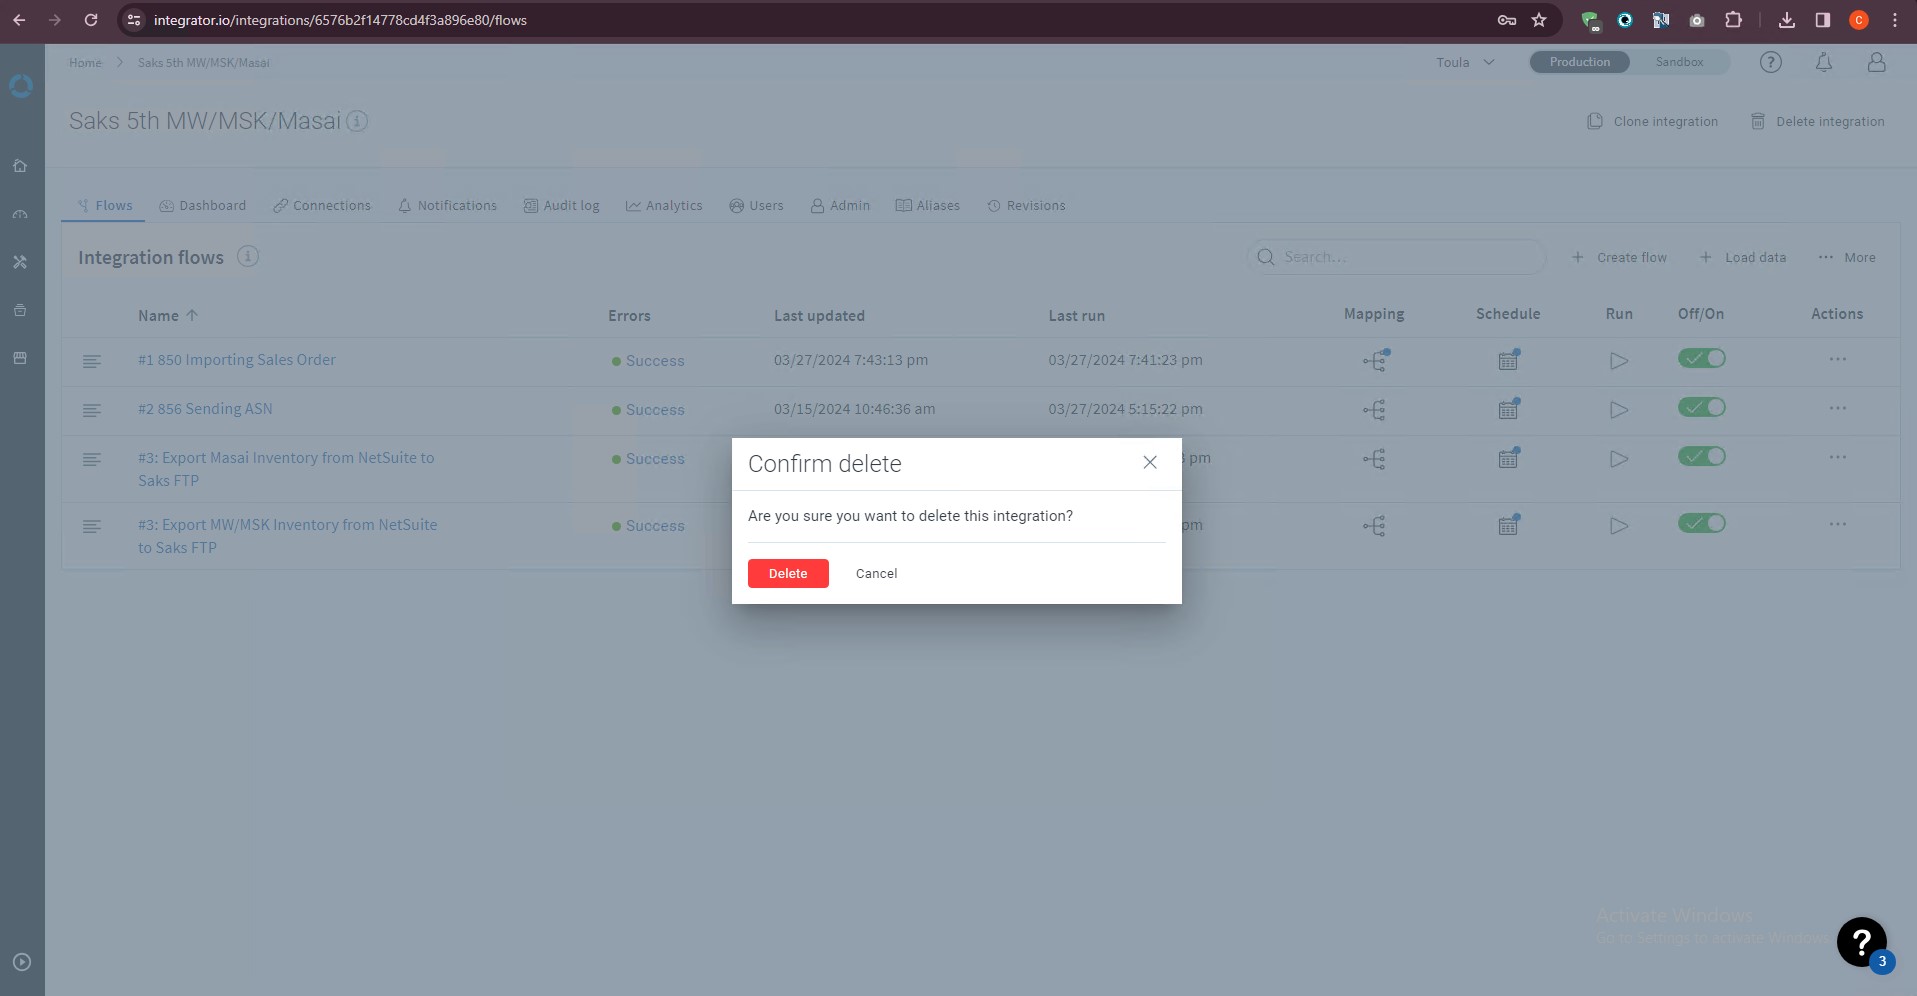 integrator.io/integrations/6576b2f14778cd4f3a896e80/flows
C
Home Saks 5th MW/MSK/Masai Toula Production Sandbox ?
Saks 5th MW/MSK/Masai Clone integration Delete integration
Flows Dashboard Connections Notifications Audit log Analytics Users Admin Aliases Revisions
Integration flows Search... Create flow Load data More
Name Errors Last updated Last run Mapping Schedule Run Off/On Actions
#1 850 Importing Sales Order Success 03/27/2024 7:43:13 pm 03/27/2024 7:41:23 pm
#2 856 Sending ASN Success 03/15/2024 10:46:36 am 03/27/2024 5:15:22 pm
#3: Export Masai Inventory from NetSuite to Success pm
Saks FTP
#3: Export MW/MSK Inventory from NetSuite Success pm
to Saks FTP
Confirm delete
Are you sure you want to delete this integration?
Delete Cancel
Activate Windows
Go to Settings to activate Windows.
?
3